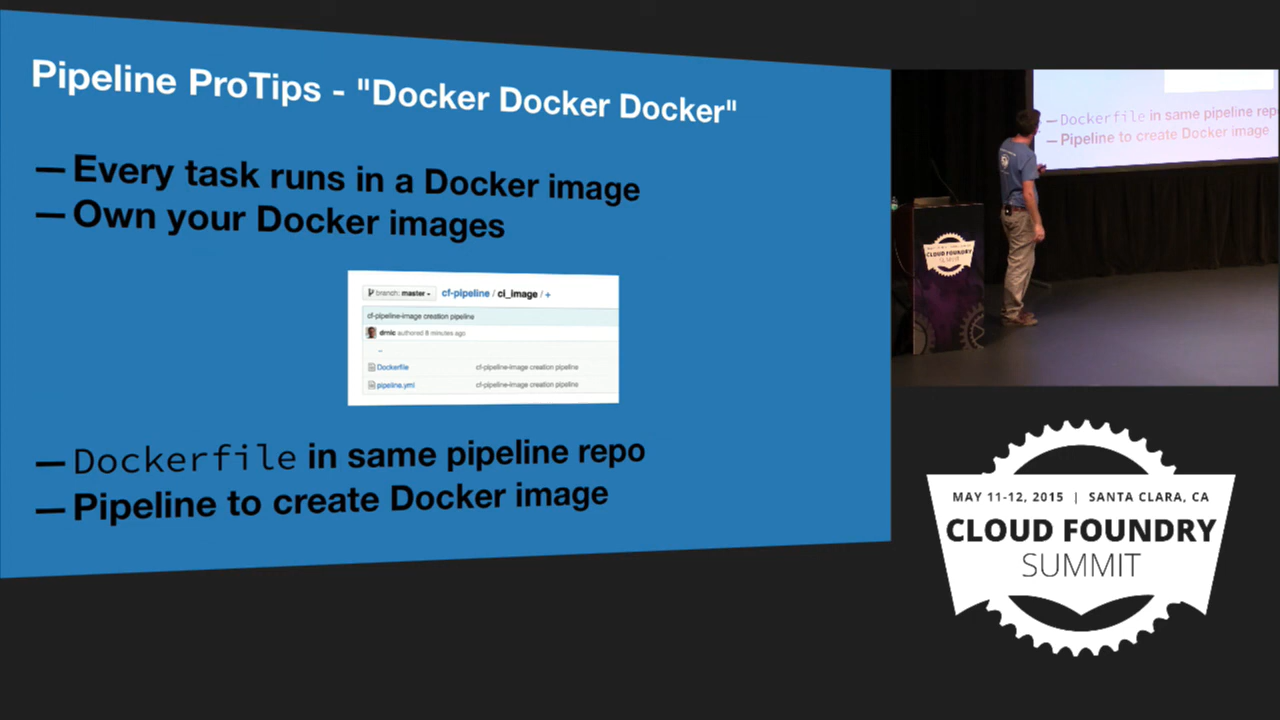 Pipeline ProTips - "Docker Docker Docker"
— Every task runs in a Docker image
— Own your Docker images
branch: master
cf-pipeline / ci_image / +
cf-pipeline-image creation pipeline
drnic authored 8 minutes ago
..
Dockerfile cf-pipeline-image creation pipeline
pipeline.yml cf-pipeline-image creation pipeline
— Dockerfile in same pipeline repo
— Pipeline to create Docker image
— Dockerfile in same pipeline rep
— Pipeline to create Docker image
CLOUD FOUNDRY
SUMMIT
MAY 11-12, 2015 | SANTA CLARA, CA
CLOUD FOUNDRY
SUMMIT